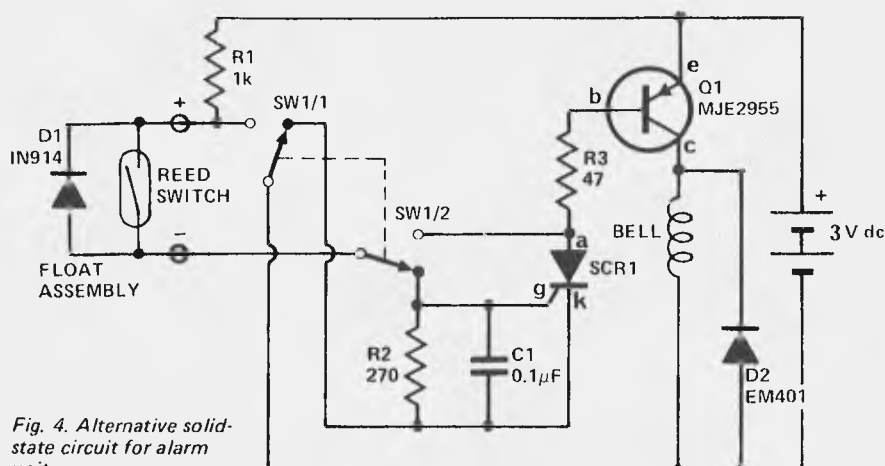 R1
1k
e
Q1
MJE2955
b
c
+
SW1/1
D1
IN914
REED
SWITCH
R3
47
SW1/2
-
FLOAT
ASSEMBLY
a
SCR1
g
k
BELL
+
3V dc
R2
270
C1
0.1μF
D2
EM401
Fig. 4. Alternative solid-
state circuit for alarm